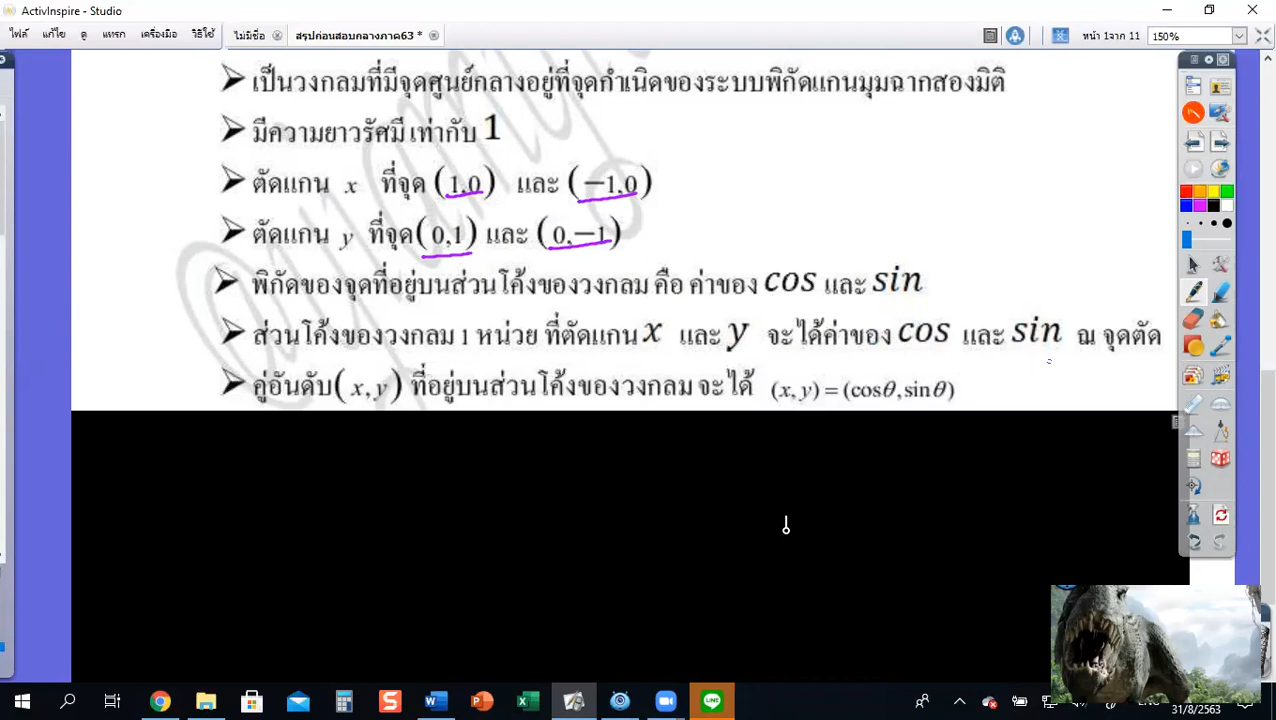 ActivInspire - Studio
ไฟล์ แก้ไข ดู แทรก เครื่องมือ วิธีใช้
ไม่มีชื่อ
สรุปก่อนสอบกลางภาค63 *
หน้า 1จาก 11
150%
➢ เป็นวงกลมที่มีจุดศูนย์กลางอยู่ที่จุดกำเนิดของระบบพิกัดแกนมุมฉากสองมิติ
➢ มีความยาวรัศมี เท่ากับ 1
➢ ตัดแกน x ที่จุด (1,0) และ (−1,0)
➢ ตัดแกน y ที่จุด (0,1) และ (0,−1)
➢ พิกัดของจุดที่อยู่บนส่วนโค้งของวงกลม คือ ค่าของ cos และ sin
➢ ส่วนโค้งของวงกลม 1 หน่วย ที่ตัดแกน x และ y จะได้ค่าของ cos และ sin ณ จุดตัด
➢ คู่อันดับ(x,y) ที่อยู่บนส่วนโค้งของวงกลม จะได้ (x,y)=(cosθ,sinθ)
LINE
ENG
31/8/2563